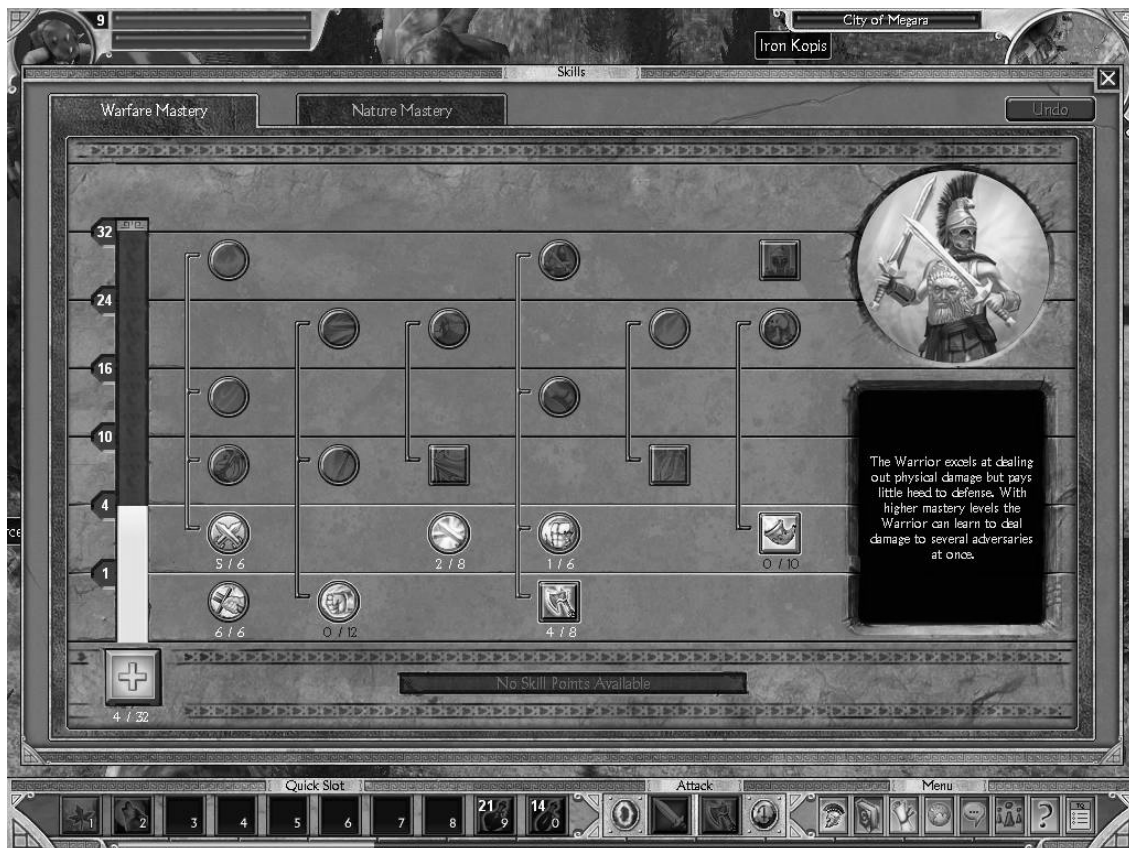 9
City of Megara
Iron Kopis
Skills
Warfare Mastery
Nature Mastery
Undo
32
24
16
10
4
1
5 / 6
2 / 8
1 / 6
0 / 10
6 / 6
0 / 12
4 / 8
The Warrior excels at dealing
out physical damage but pays
little heed to defense. With
higher mastery levels the
Warrior can learn to deal
damage to several adversaries
at once.
No Skill Points Available
4 / 32
Quick Slot
Attack
Menu
1
2
3
4
5
6
7
8
21
9
14
0
?